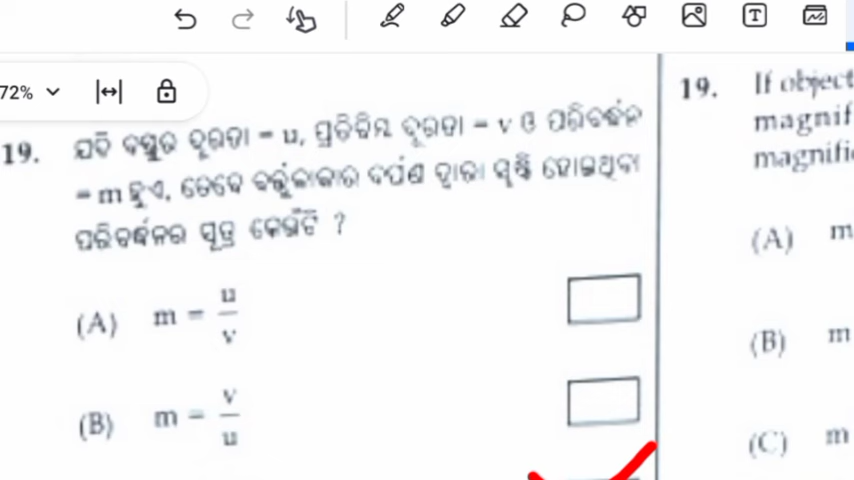 72%
19. ଯଦି ବସ୍ତୁର ଦୂରତା = u, ପ୍ରତିବିମ୍ବ ଦୂରତା = v ଓ ପରିବର୍ଦ୍ଧନ
= m ହୁଏ, ତେବେ ବର୍ତ୍ତୁଳାକାର ଦର୍ପଣ ଦ୍ୱାରା ସୃଷ୍ଟି ହୋଇଥିବା
ପରିବର୍ଦ୍ଧନର ସୂତ୍ର କେଉଁଟି ?
(A) m = u/v
(B) m = v/u
19. If object
magnif
magnifi
(A) m
(B) m
(C) m